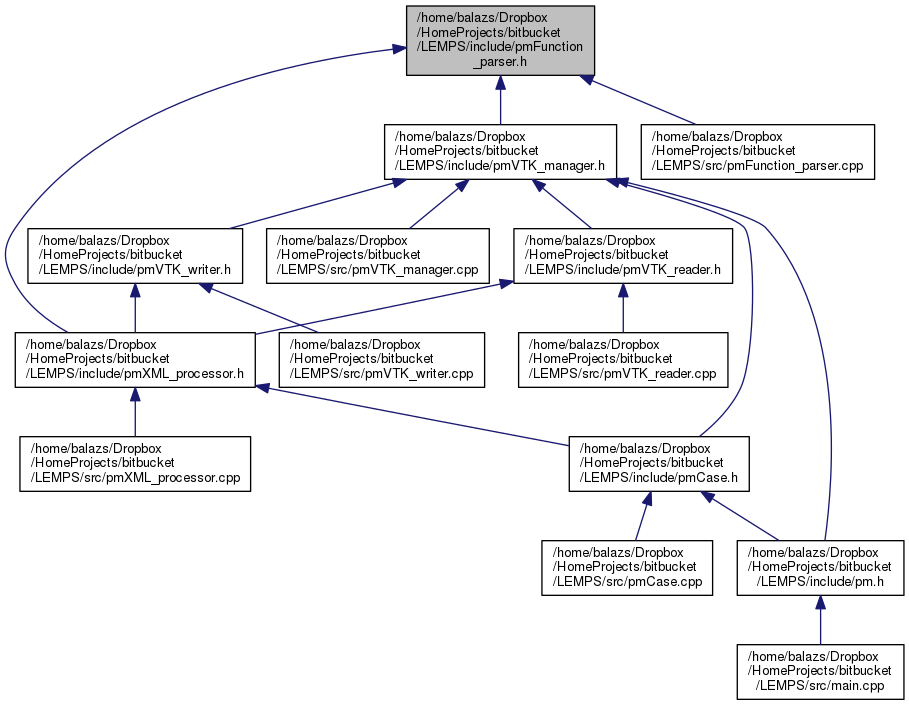 /home/balazs/Dropbox
/HomeProjects/bitbucket
/LEMPS/include/pmFunction
_parser.h
/home/balazs/Dropbox
/HomeProjects/bitbucket
/LEMPS/include/pmVTK_manager.h
/home/balazs/Dropbox
/HomeProjects/bitbucket
/LEMPS/src/pmFunction_parser.cpp
/home/balazs/Dropbox
/HomeProjects/bitbucket
/LEMPS/include/pmVTK_writer.h
/home/balazs/Dropbox
/HomeProjects/bitbucket
/LEMPS/src/pmVTK_manager.cpp
/home/balazs/Dropbox
/HomeProjects/bitbucket
/LEMPS/include/pmVTK_reader.h
/home/balazs/Dropbox
/HomeProjects/bitbucket
/LEMPS/include/pmXML_processor.h
/home/balazs/Dropbox
/HomeProjects/bitbucket
/LEMPS/src/pmVTK_writer.cpp
/home/balazs/Dropbox
/HomeProjects/bitbucket
/LEMPS/src/pmVTK_reader.cpp
/home/balazs/Dropbox
/HomeProjects/bitbucket
/LEMPS/src/pmXML_processor.cpp
/home/balazs/Dropbox
/HomeProjects/bitbucket
/LEMPS/include/pmCase.h
/home/balazs/Dropbox
/HomeProjects/bitbucket
/LEMPS/src/pmCase.cpp
/home/balazs/Dropbox
/HomeProjects/bitbucket
/LEMPS/include/pm.h
/home/balazs/Dropbox
/HomeProjects/bitbucket
/LEMPS/src/main.cpp